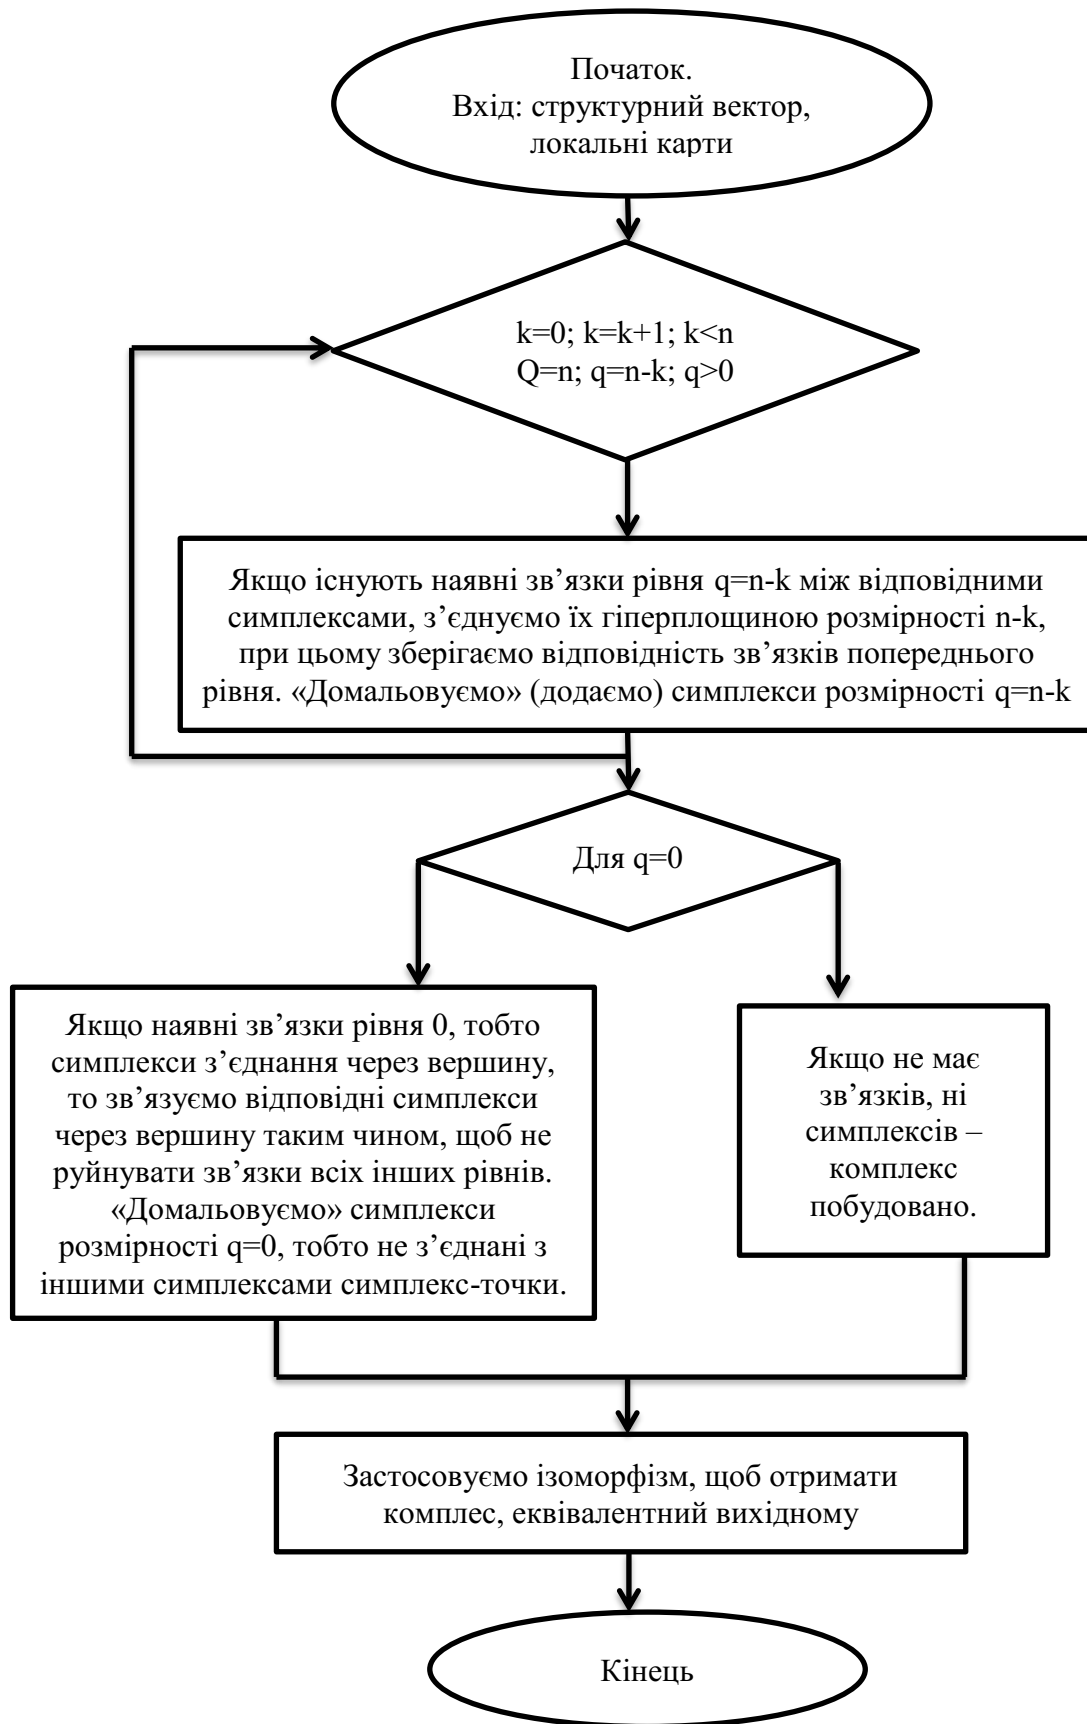 Початок.
Вхід: структурний вектор,
локальні карти
k=0; k=k+1; k<n
Q=n; q=n-k; q>0
Якщо існують наявні зв’язки рівня q=n-k між відповідними
симплексами, з’єднуємо їх гіперплощиною розмірності n-k,
при цьому зберігаємо відповідність зв’язків попереднього
рівня. «Домальовуємо» (додаємо) симплекси розмірності q=n-k
Для q=0
Якщо наявні зв’язки рівня 0, тобто
симплекси з’єднання через вершину,
то зв’язуємо відповідні симплекси
через вершину таким чином, щоб не
руйнувати зв’язки всіх інших рівнів.
«Домальовуємо» симплекси
розмірності q=0, тобто не з’єднані з
іншими симплексами симплекс-точки.
Якщо не має
зв’язків, ні
симплексів –
комплекс
побудовано.
Застосовуємо ізоморфізм, щоб отримати
комплес, еквівалентний вихідному
Кінець